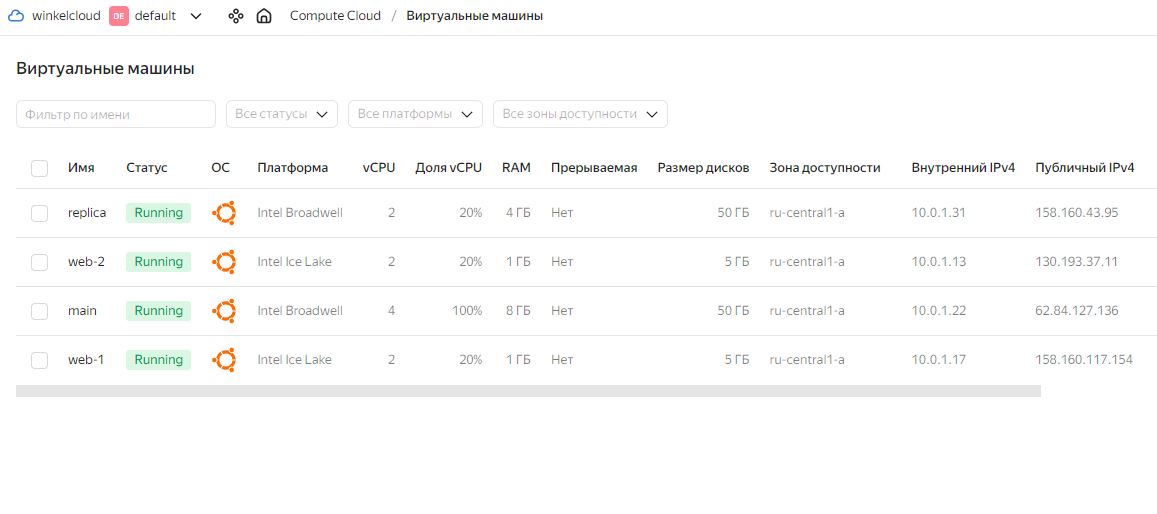 winkelcloud DE default Compute Cloud / Виртуальные машины
Виртуальные машины
Фильтр по имени Все статусы Все платформы Все зоны доступности
Имя Статус ОС Платформа vCPU Доля vCPU RAM Прерываемая Размер дисков Зона доступности Внутренний IPv4 Публичный IPv4
replica Running Intel Broadwell 2 20% 4 ГБ Нет 50 ГБ ru-central1-a 10.0.1.31 158.160.43.95
web-2 Running Intel Ice Lake 2 20% 1 ГБ Нет 5 ГБ ru-central1-a 10.0.1.13 130.193.37.11
main Running Intel Broadwell 4 100% 8 ГБ Нет 50 ГБ ru-central1-a 10.0.1.22 62.84.127.136
web-1 Running Intel Ice Lake 2 20% 1 ГБ Нет 5 ГБ ru-central1-a 10.0.1.17 158.160.117.154